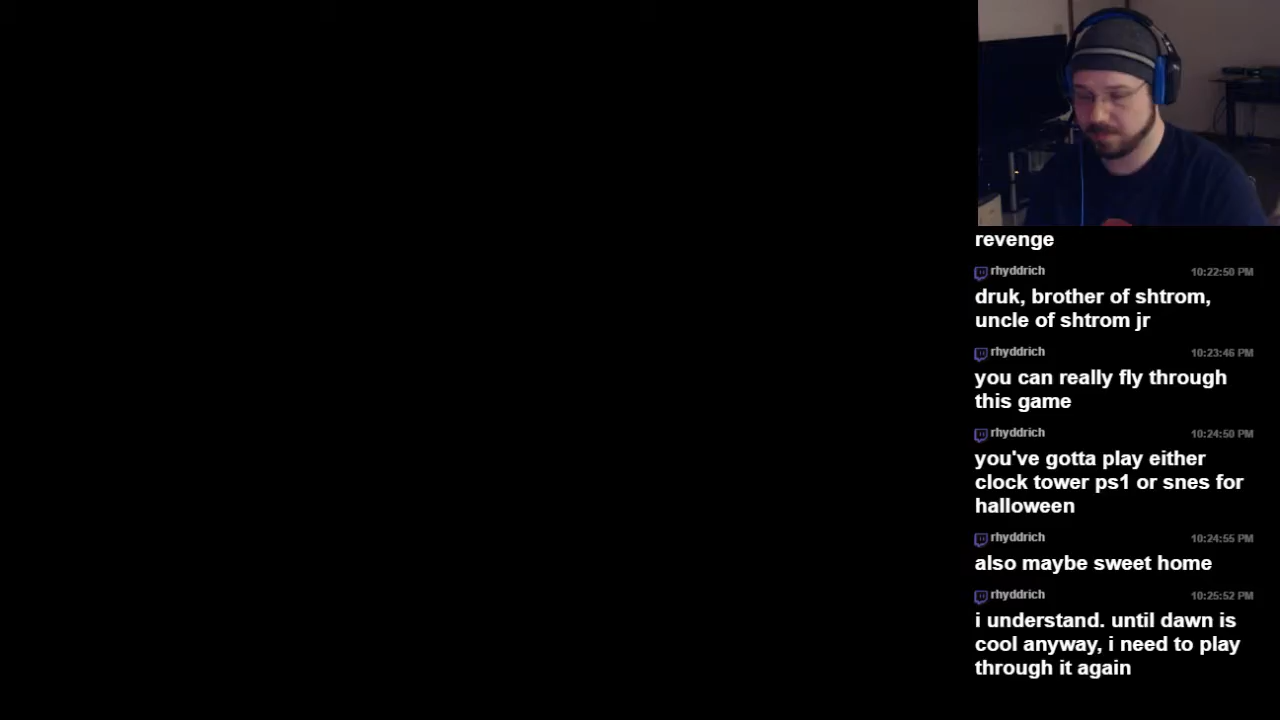 revenge
rhyddrich 10:22:50 PM
druk, brother of shtrom,
uncle of shtrom jr
rhyddrich 10:23:46 PM
you can really fly through
this game
rhyddrich 10:24:50 PM
you've gotta play either
clock tower ps1 or snes for
halloween
rhyddrich 10:24:55 PM
also maybe sweet home
rhyddrich 10:25:52 PM
i understand. until dawn is
cool anyway, i need to play
through it again